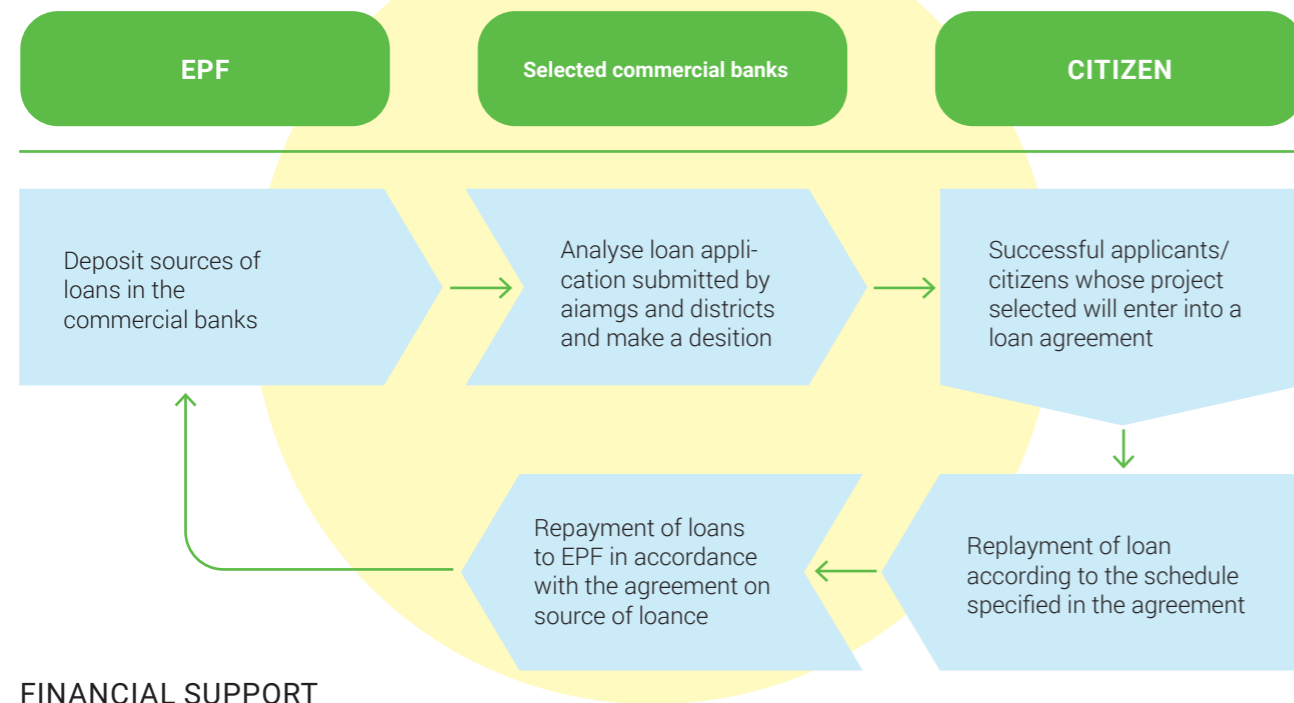 EPF
Selected commercial banks
CITIZEN
Deposit sources of
loans in the
commercial banks
Analyse loan appli-
cation submitted by
aiamgs and districts
and make a desition
Successful applicants/
citizens whose project
selected will enter into a
loan agreement
Repayment of loans
to EPF in accordance
with the agreement on
source of loance
Replayment of loan
according to the schedule
specified in the agreement
FINANCIAL SUPPORT